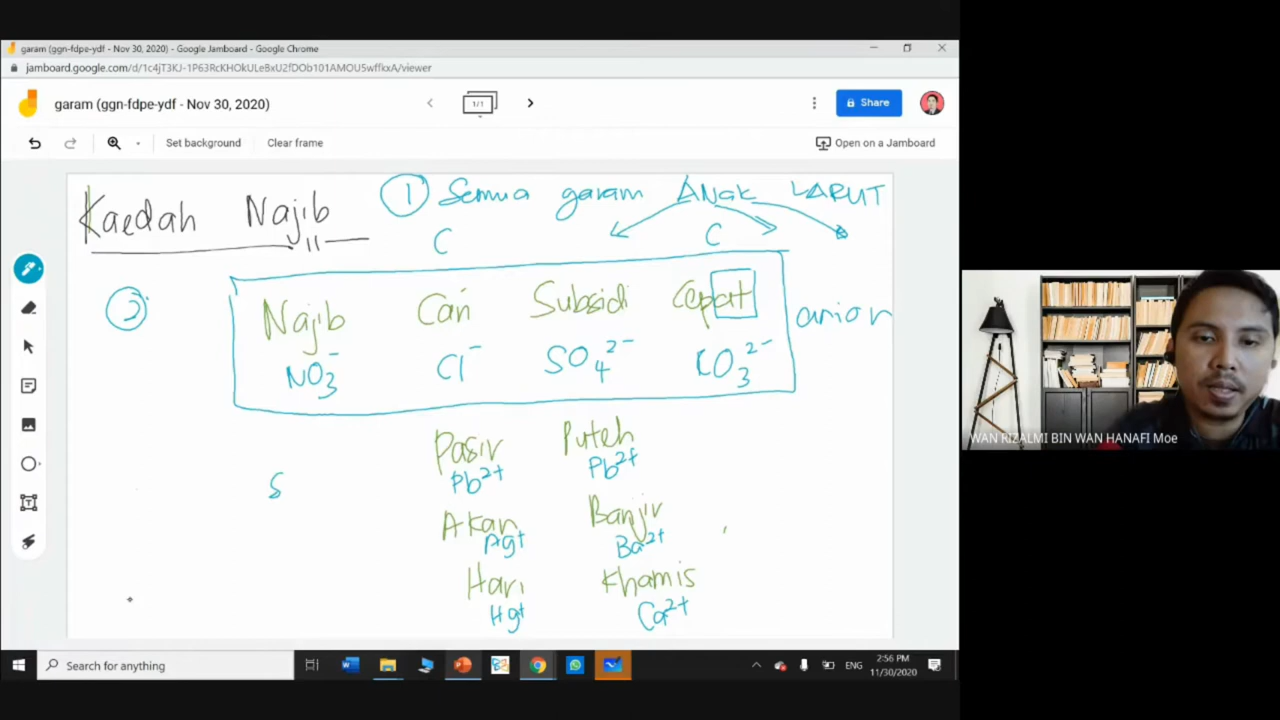 garam (ggn-fdpe-ydf - Nov 30, 2020) - Google Jamboard - Google Chrome
jamboard.google.com/d/1c4jT3KJ-1P63RcKHOkULeBxU2fDOb101AMOU5wffkxA/viewer
garam (ggn-fdpe-ydf - Nov 30, 2020)
1/1
Share
Set background
Clear frame
Open on a Jamboard
Kaedah Najib
① Semua garam ANaK LARUT
C C
②
Najib Cari Subsidi Cepat anion
NO₃⁻ Cl⁻ SO₄²⁻ CO₃²⁻
Pasir Puteh
Pb²⁺ Pb²⁺
S
Akan Banjir
Ag⁺ Ba²⁺
Hari Khamis
Hg⁺ Ca²⁺
WAN RIZALMI BIN WAN HANAFI Moe
Type
Search for anything
ENG
2:56 PM
11/30/2020